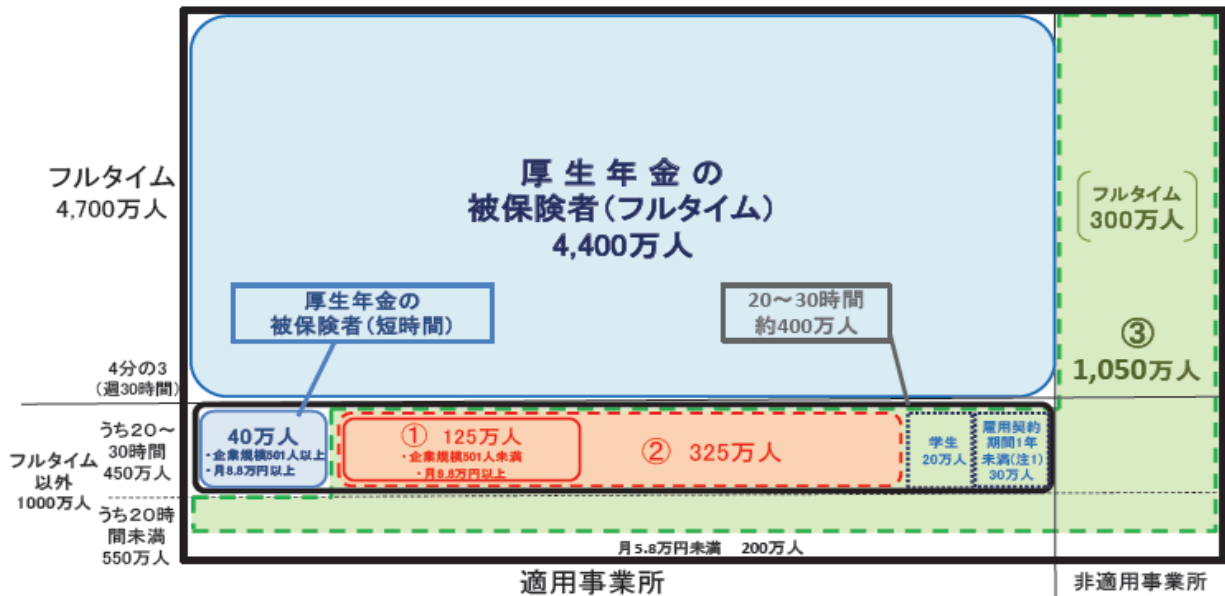 フルタイム
4,700万人
厚生年金の
被保険者(フルタイム)
4,400万人
フルタイム
300万人
③
1,050万人
厚生年金の
被保険者(短時間)
20～30時間
約400万人
4分の3
(週30時間)
フルタイム
以外
1000万人
うち20～
30時間
450万人
40万人
・企業規模501人以上
・月8.8万円以上
① 125万人
・企業規模501人未満
・月8.8万円以上
② 325万人
学生
20万人
雇用契約
期間1年
未満(注1)
30万人
うち20時
間未満
550万人
月5.8万円未満 200万人
適用事業所
非適用事業所